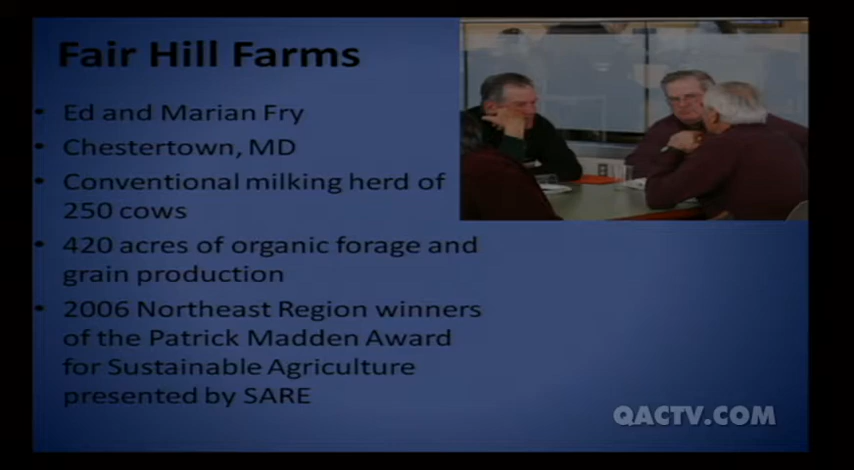 Fair Hill Farms
• Ed and Marian Fry
• Chestertown, MD
• Conventional milking herd of
250 cows
• 420 acres of organic forage and
grain production
• 2006 Northeast Region winners
of the Patrick Madden Award
for Sustainable Agriculture
presented by SARE
QACTV.COM